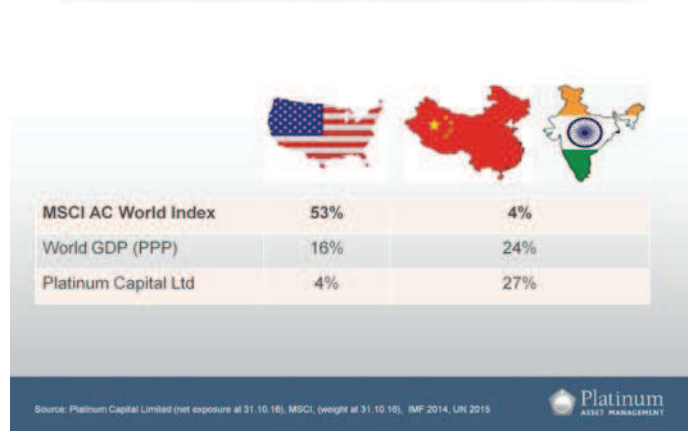 MSCI AC World Index 53% 4%
World GDP (PPP) 16% 24%
Platinum Capital Ltd 4% 27%
Source: Platinum Capital Limited (net exposure at 31.10.16), MSCI, (weight at 31.10.16), IMF 2014, UN 2015
Platinum
ASSET MANAGEMENT